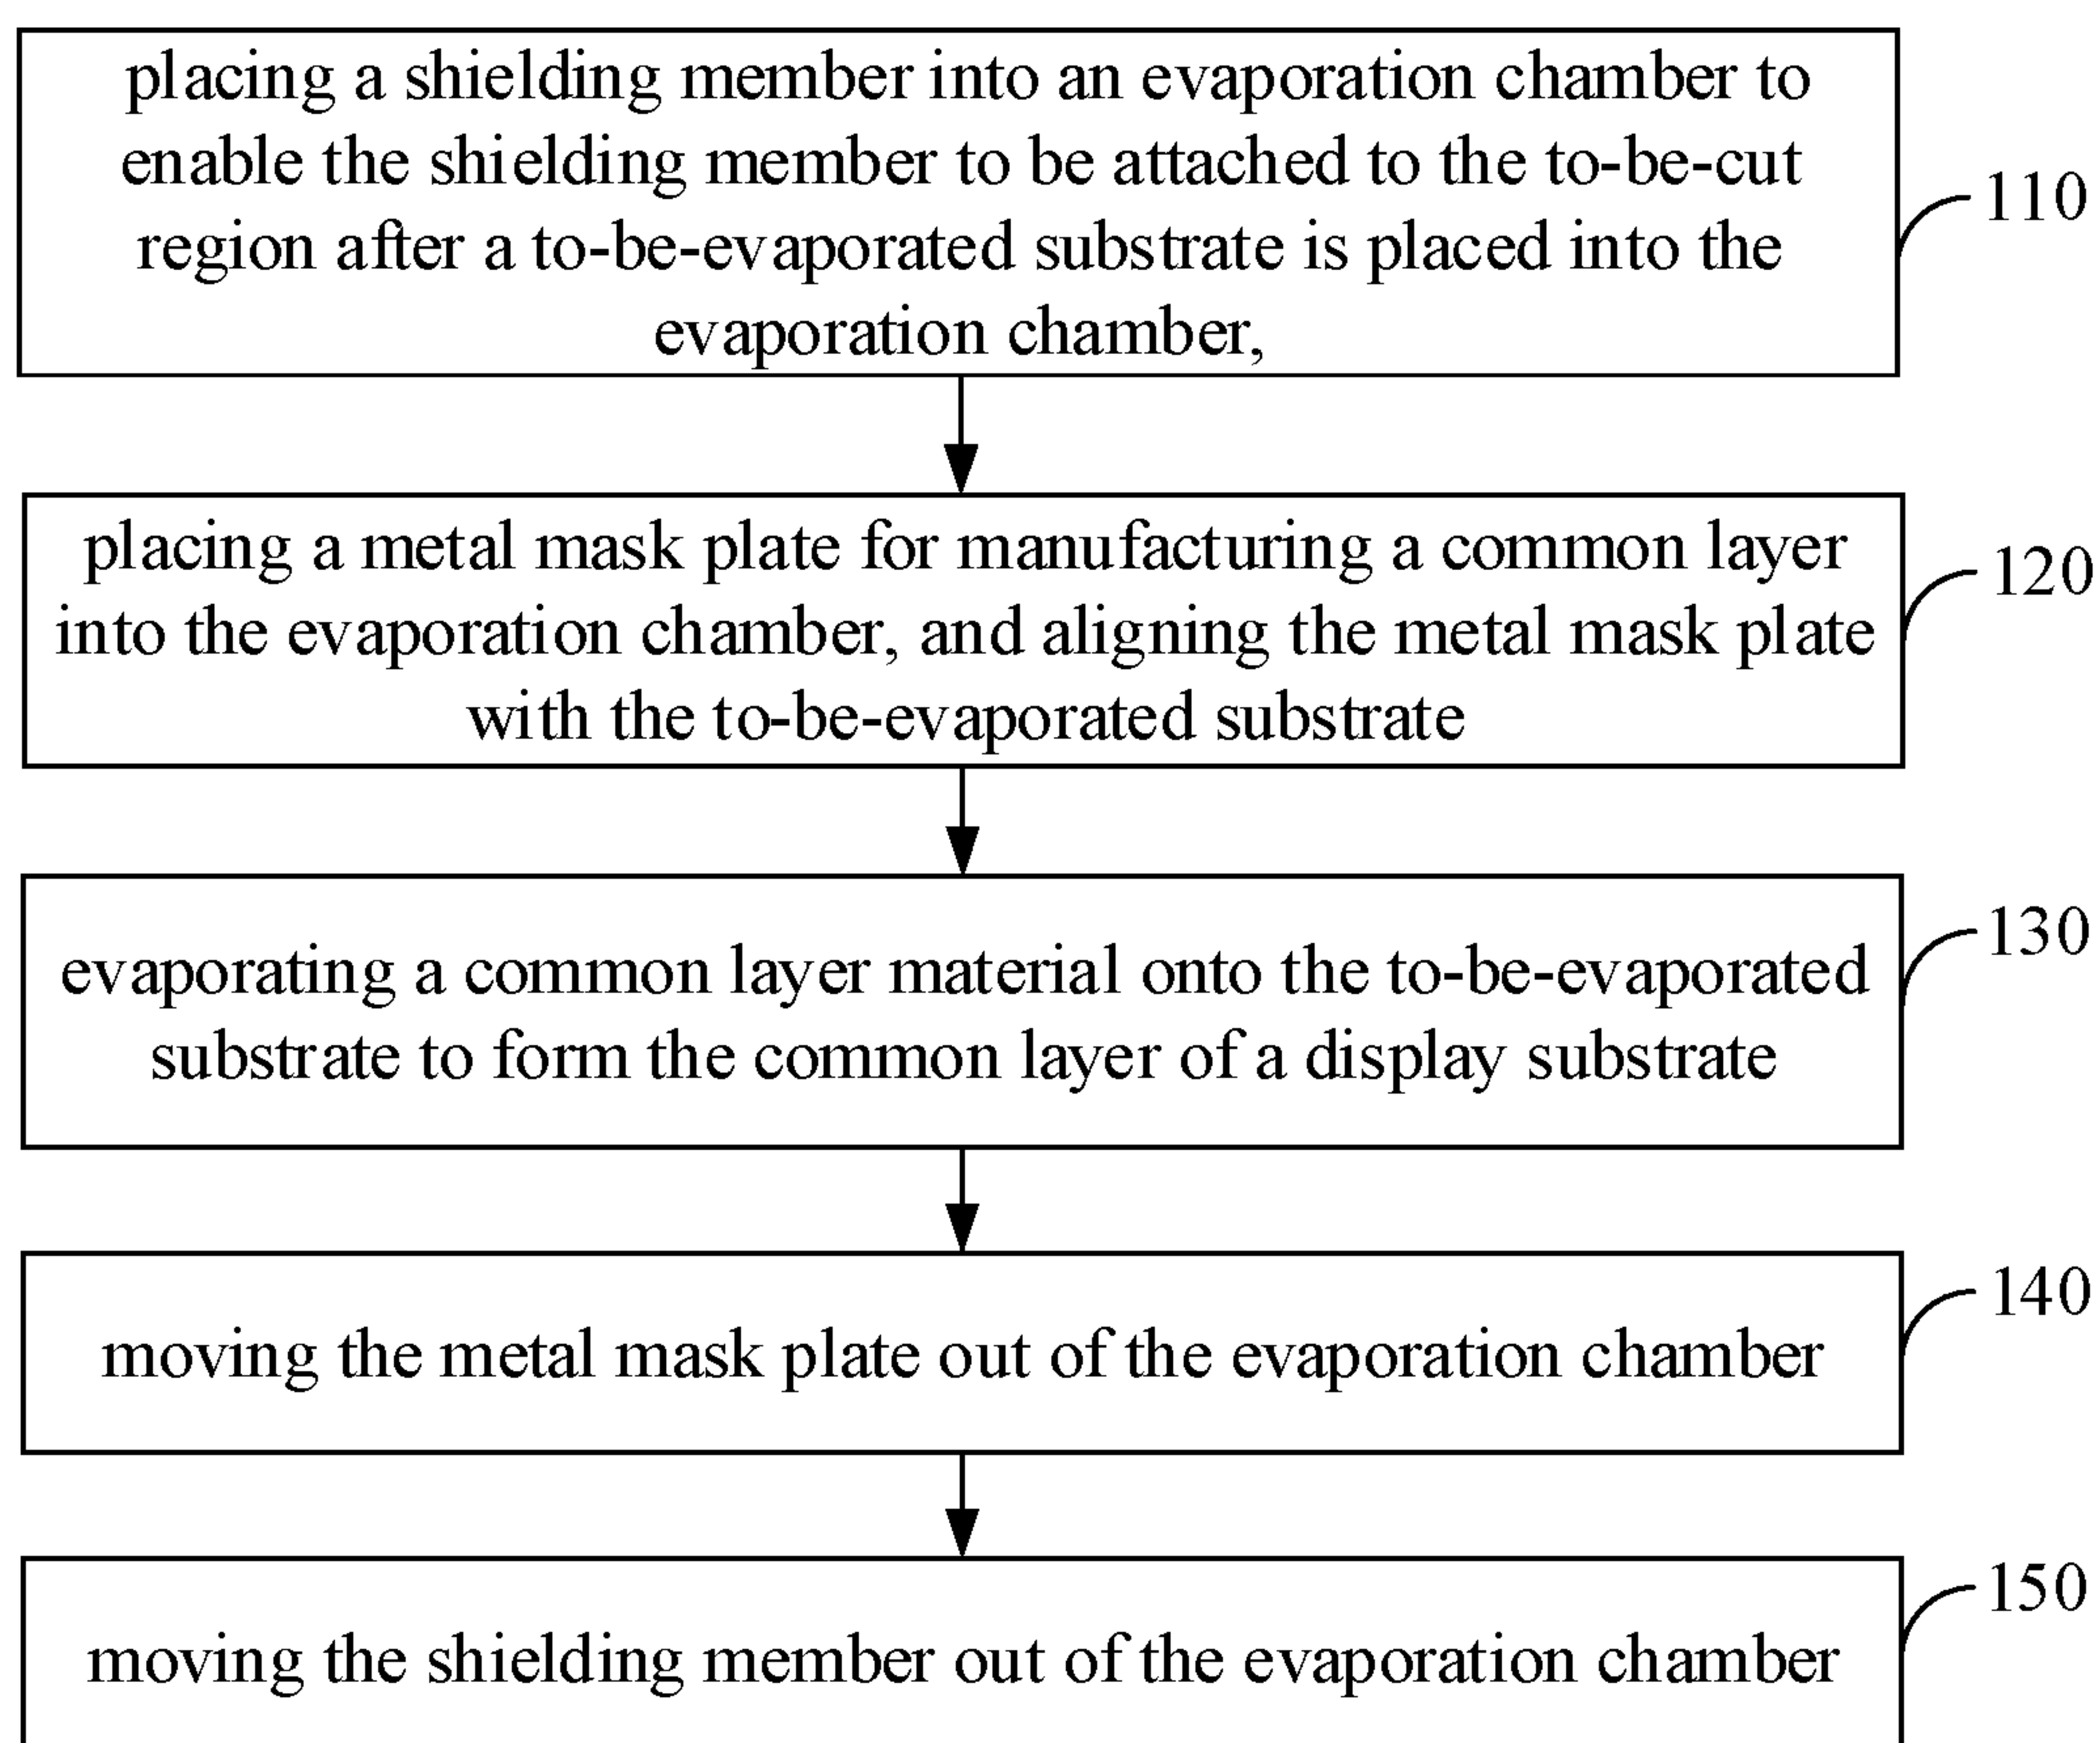 placing a shielding member into an evaporation chamber to
enable the shielding member to be attached to the to-be-cut
region after a to-be-evaporated substrate is placed into the
evaporation chamber,
110
placing a metal mask plate for manufacturing a common layer
into the evaporation chamber, and aligning the metal mask plate
with the to-be-evaporated substrate
120
evaporating a common layer material onto the to-be-evaporated
substrate to form the common layer of a display substrate
130
moving the metal mask plate out of the evaporation chamber
140
moving the shielding member out of the evaporation chamber
150